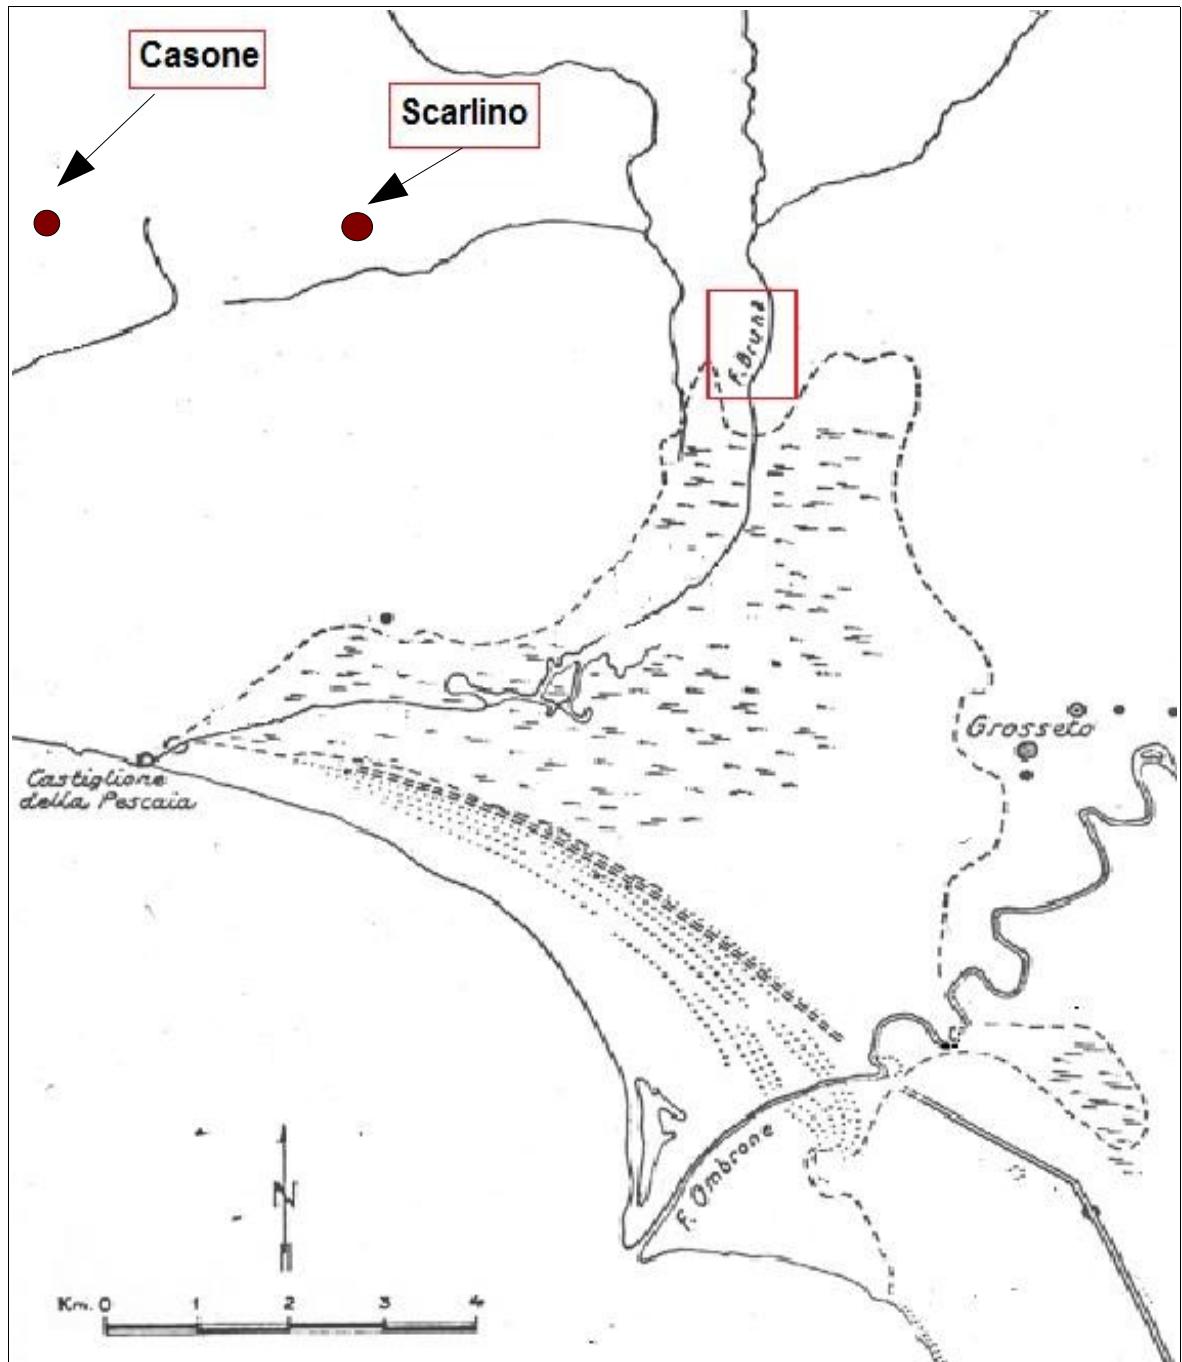 Casone
Scarlino
F. Bruna
Grosseto
Castiglione
della Pescaia
F. Ombrone
N
Km. 0 1 2 3 4